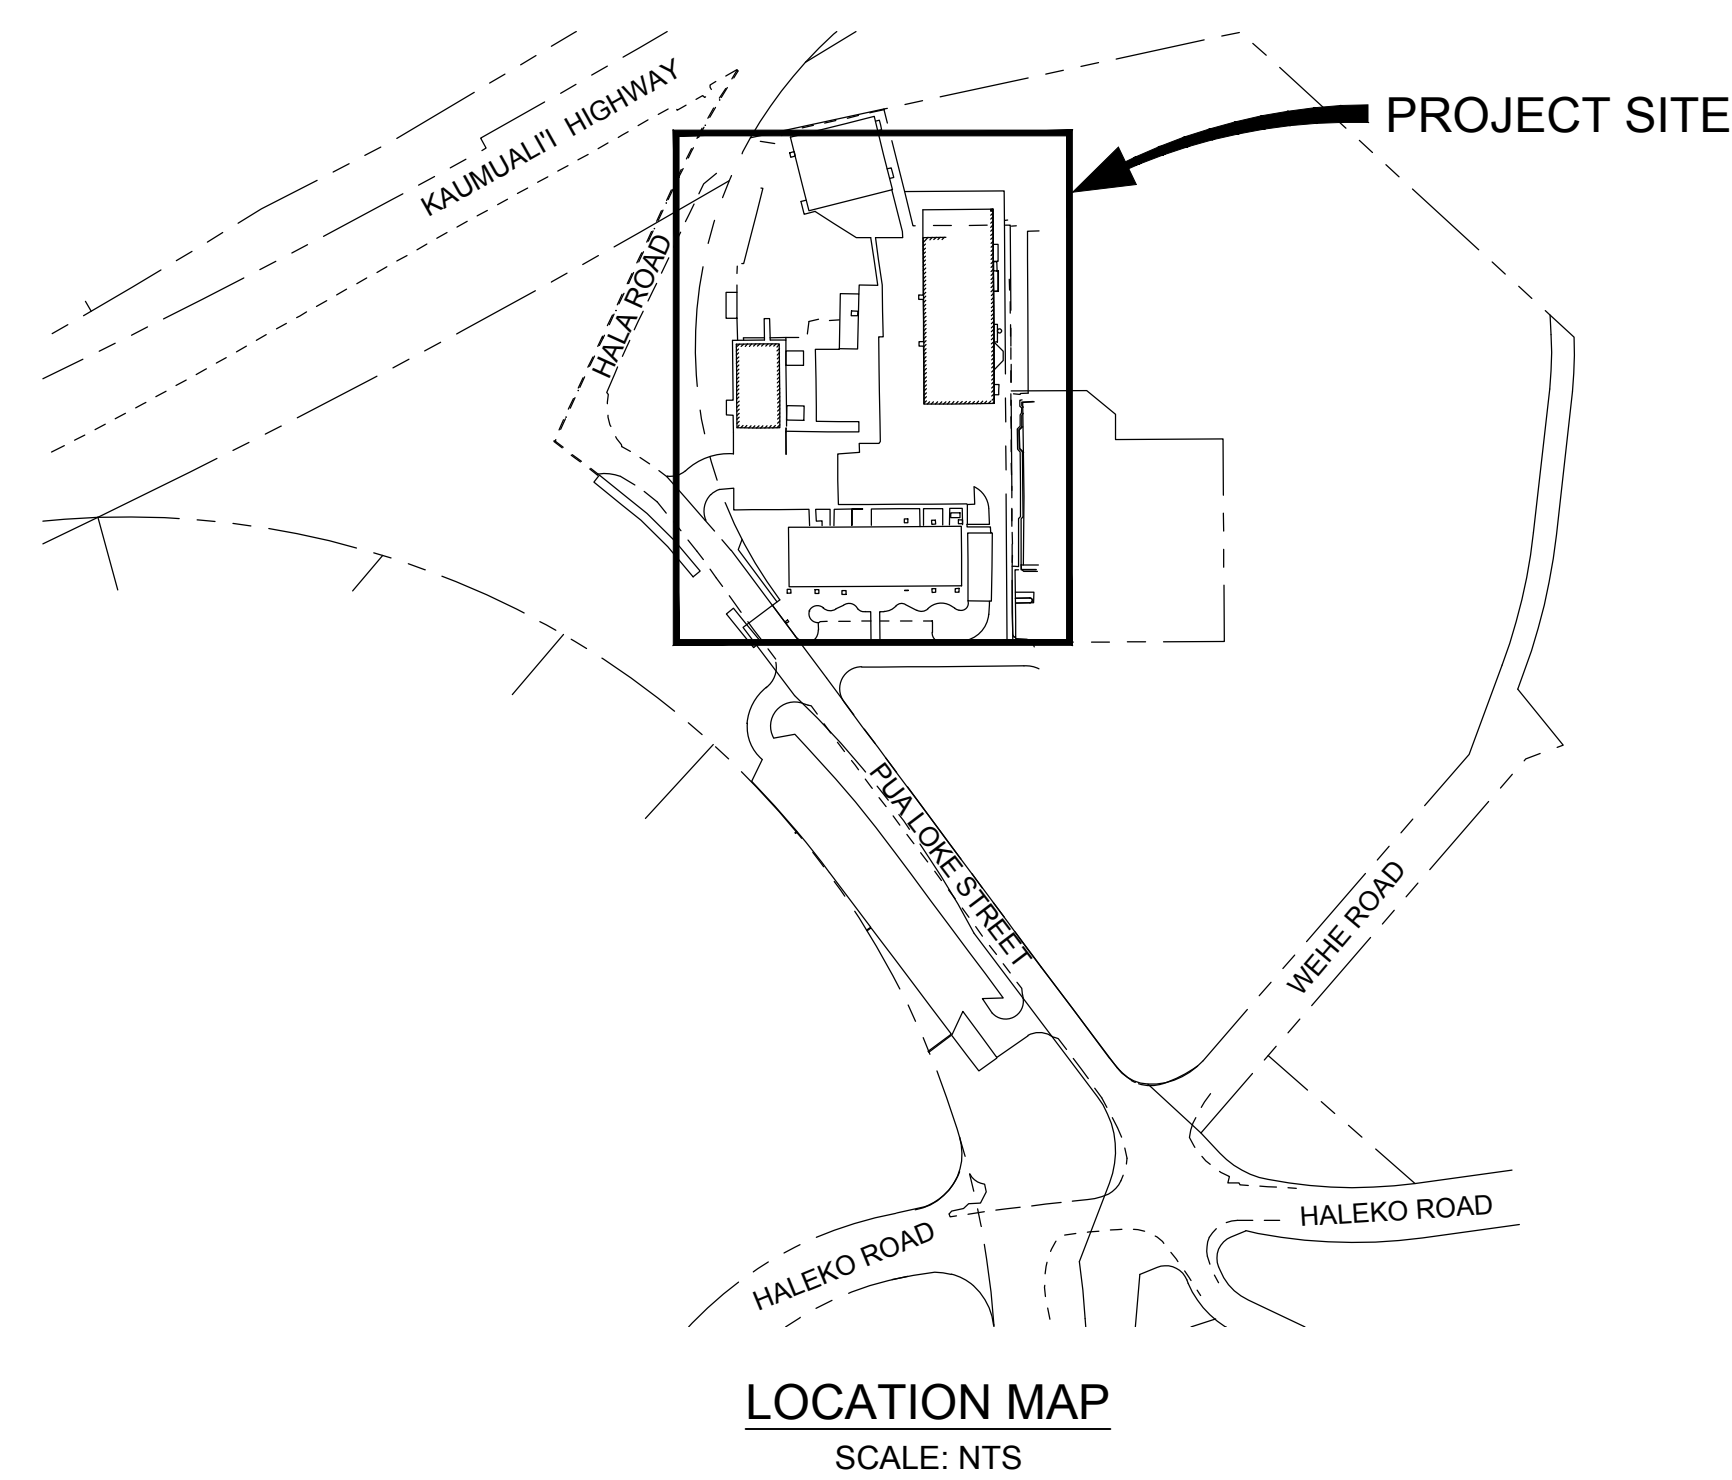 PROJECT SITE
KAUMUALI'I HIGHWAY
HALA ROAD
PUA LOKE STREET
WEHE ROAD
HALEKO ROAD
HALEKO ROAD
LOCATION MAP
SCALE: NTS